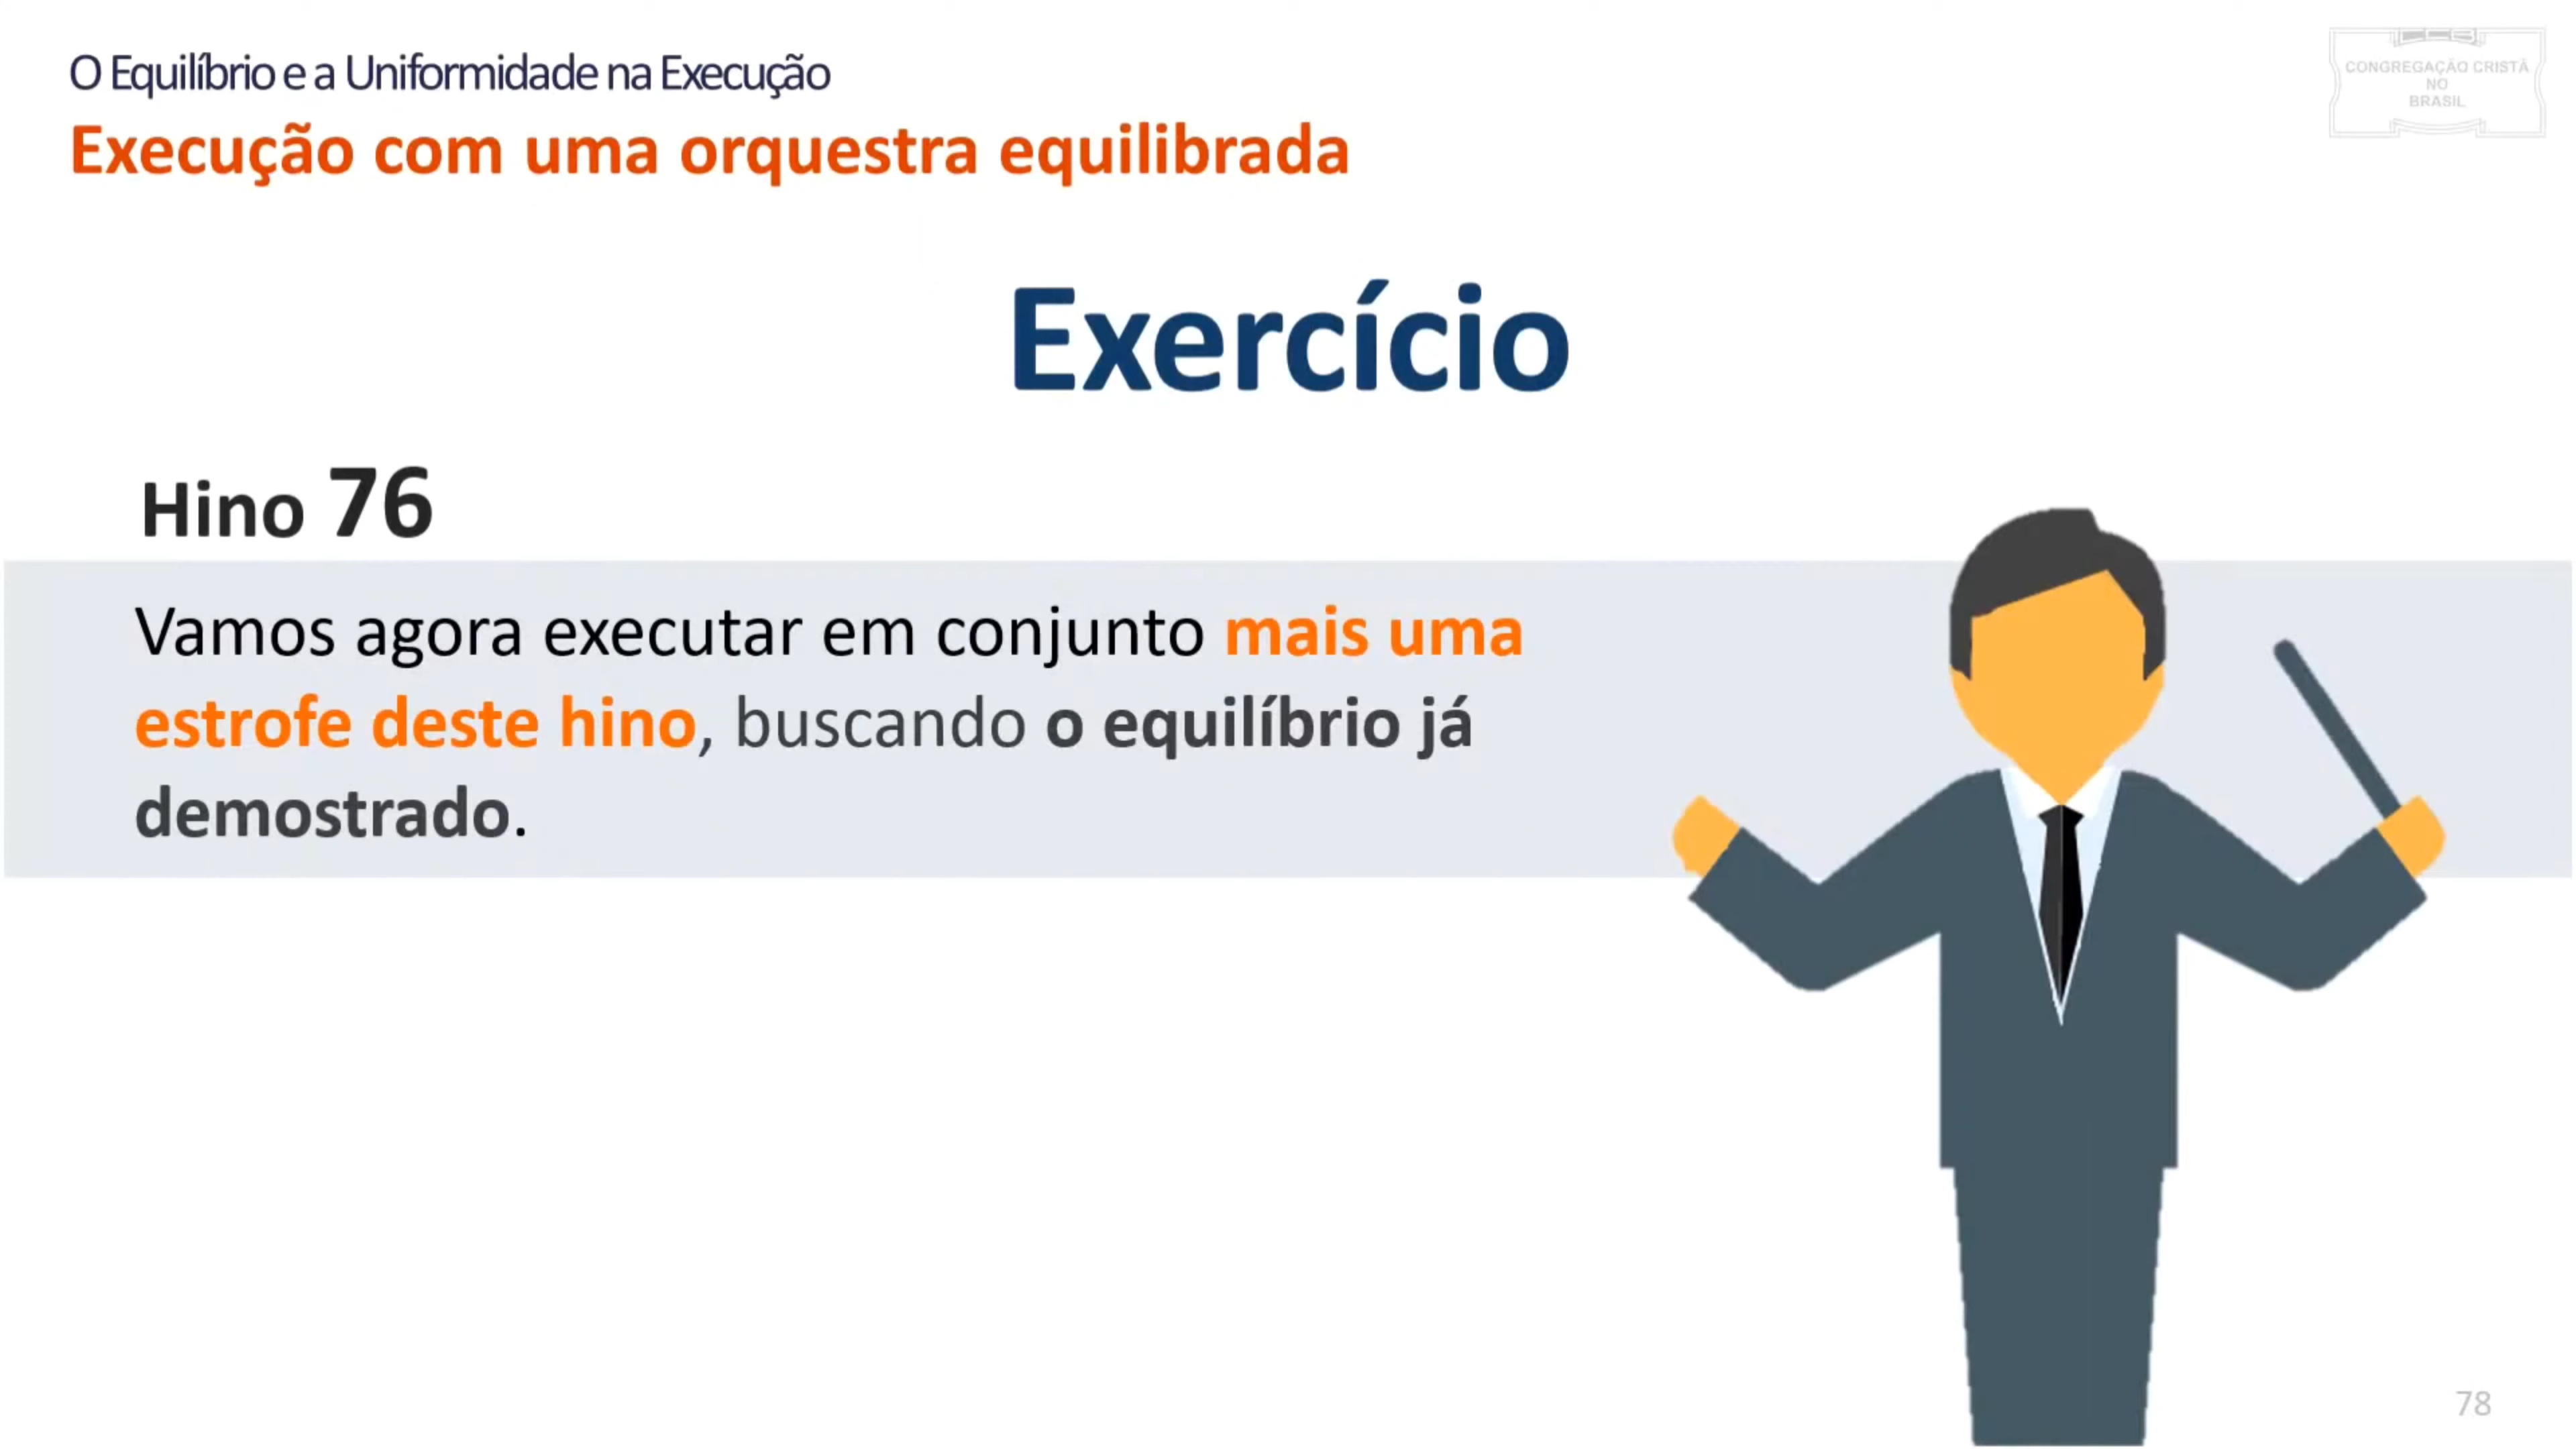 O Equilíbrio e a Uniformidade na Execução
Execução com uma orquestra equilibrada
CONGREGAÇÃO CRISTÃ
NO
BRASIL
Exercício
Hino 76
Vamos agora executar em conjunto mais uma
estrofe deste hino, buscando o equilíbrio já
demostrado.
78